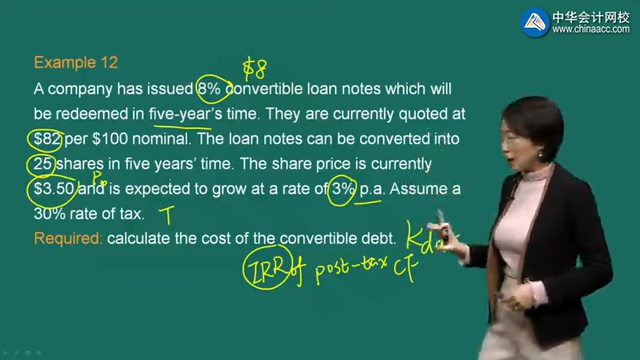 中华会计网校
www.chinaacc.com
Example 12
$8
A company has issued 8% convertible loan notes which will
be redeemed in five-year's time. They are currently quoted at
$82 per $100 nominal. The loan notes can be converted into
25 shares in five years' time. The share price is currently
P₀
$3.50 and is expected to grow at a rate of 3% p.a. Assume a
30% rate of tax. T
Required: calculate the cost of the convertible debt.
IRR of post-tax CF